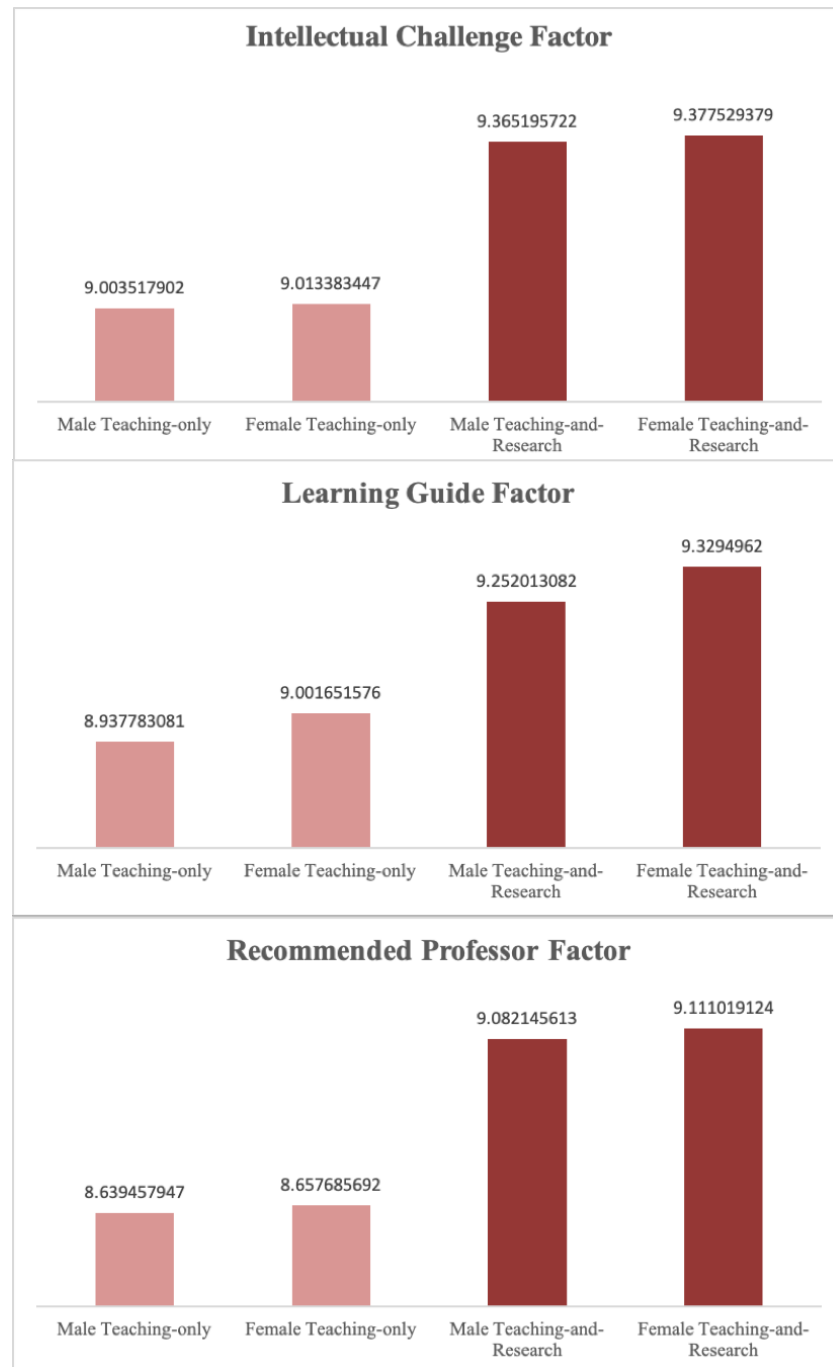 Intellectual Challenge Factor
9.365195722
9.377529379
9.003517902
9.013383447
Male Teaching-only
Female Teaching-only
Male Teaching-and-
Research
Female Teaching-and-
Research
Learning Guide Factor
9.3294962
9.252013082
9.001651576
8.937783081
Male Teaching-only
Female Teaching-only
Male Teaching-and-
Research
Female Teaching-and-
Research
Recommended Professor Factor
9.082145613
9.111019124
8.639457947
8.657685692
Male Teaching-only
Female Teaching-only
Male Teaching-and-
Research
Female Teaching-and-
Research